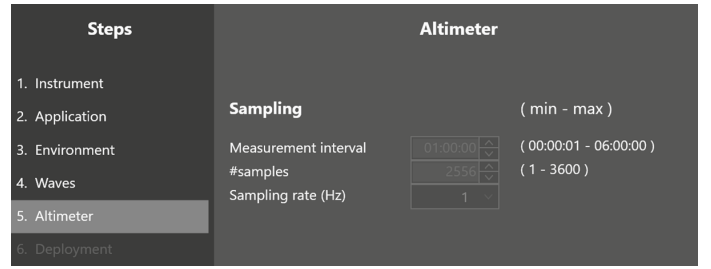 Steps
1. Instrument
2. Application
3. Environment
4. Waves
5. Altimeter
6. Deployment
Altimeter
Sampling ( min - max )
Measurement interval 01:00:00 ( 00:00:01 - 06:00:00 )
#samples 2556 ( 1 - 3600 )
Sampling rate (Hz) 1